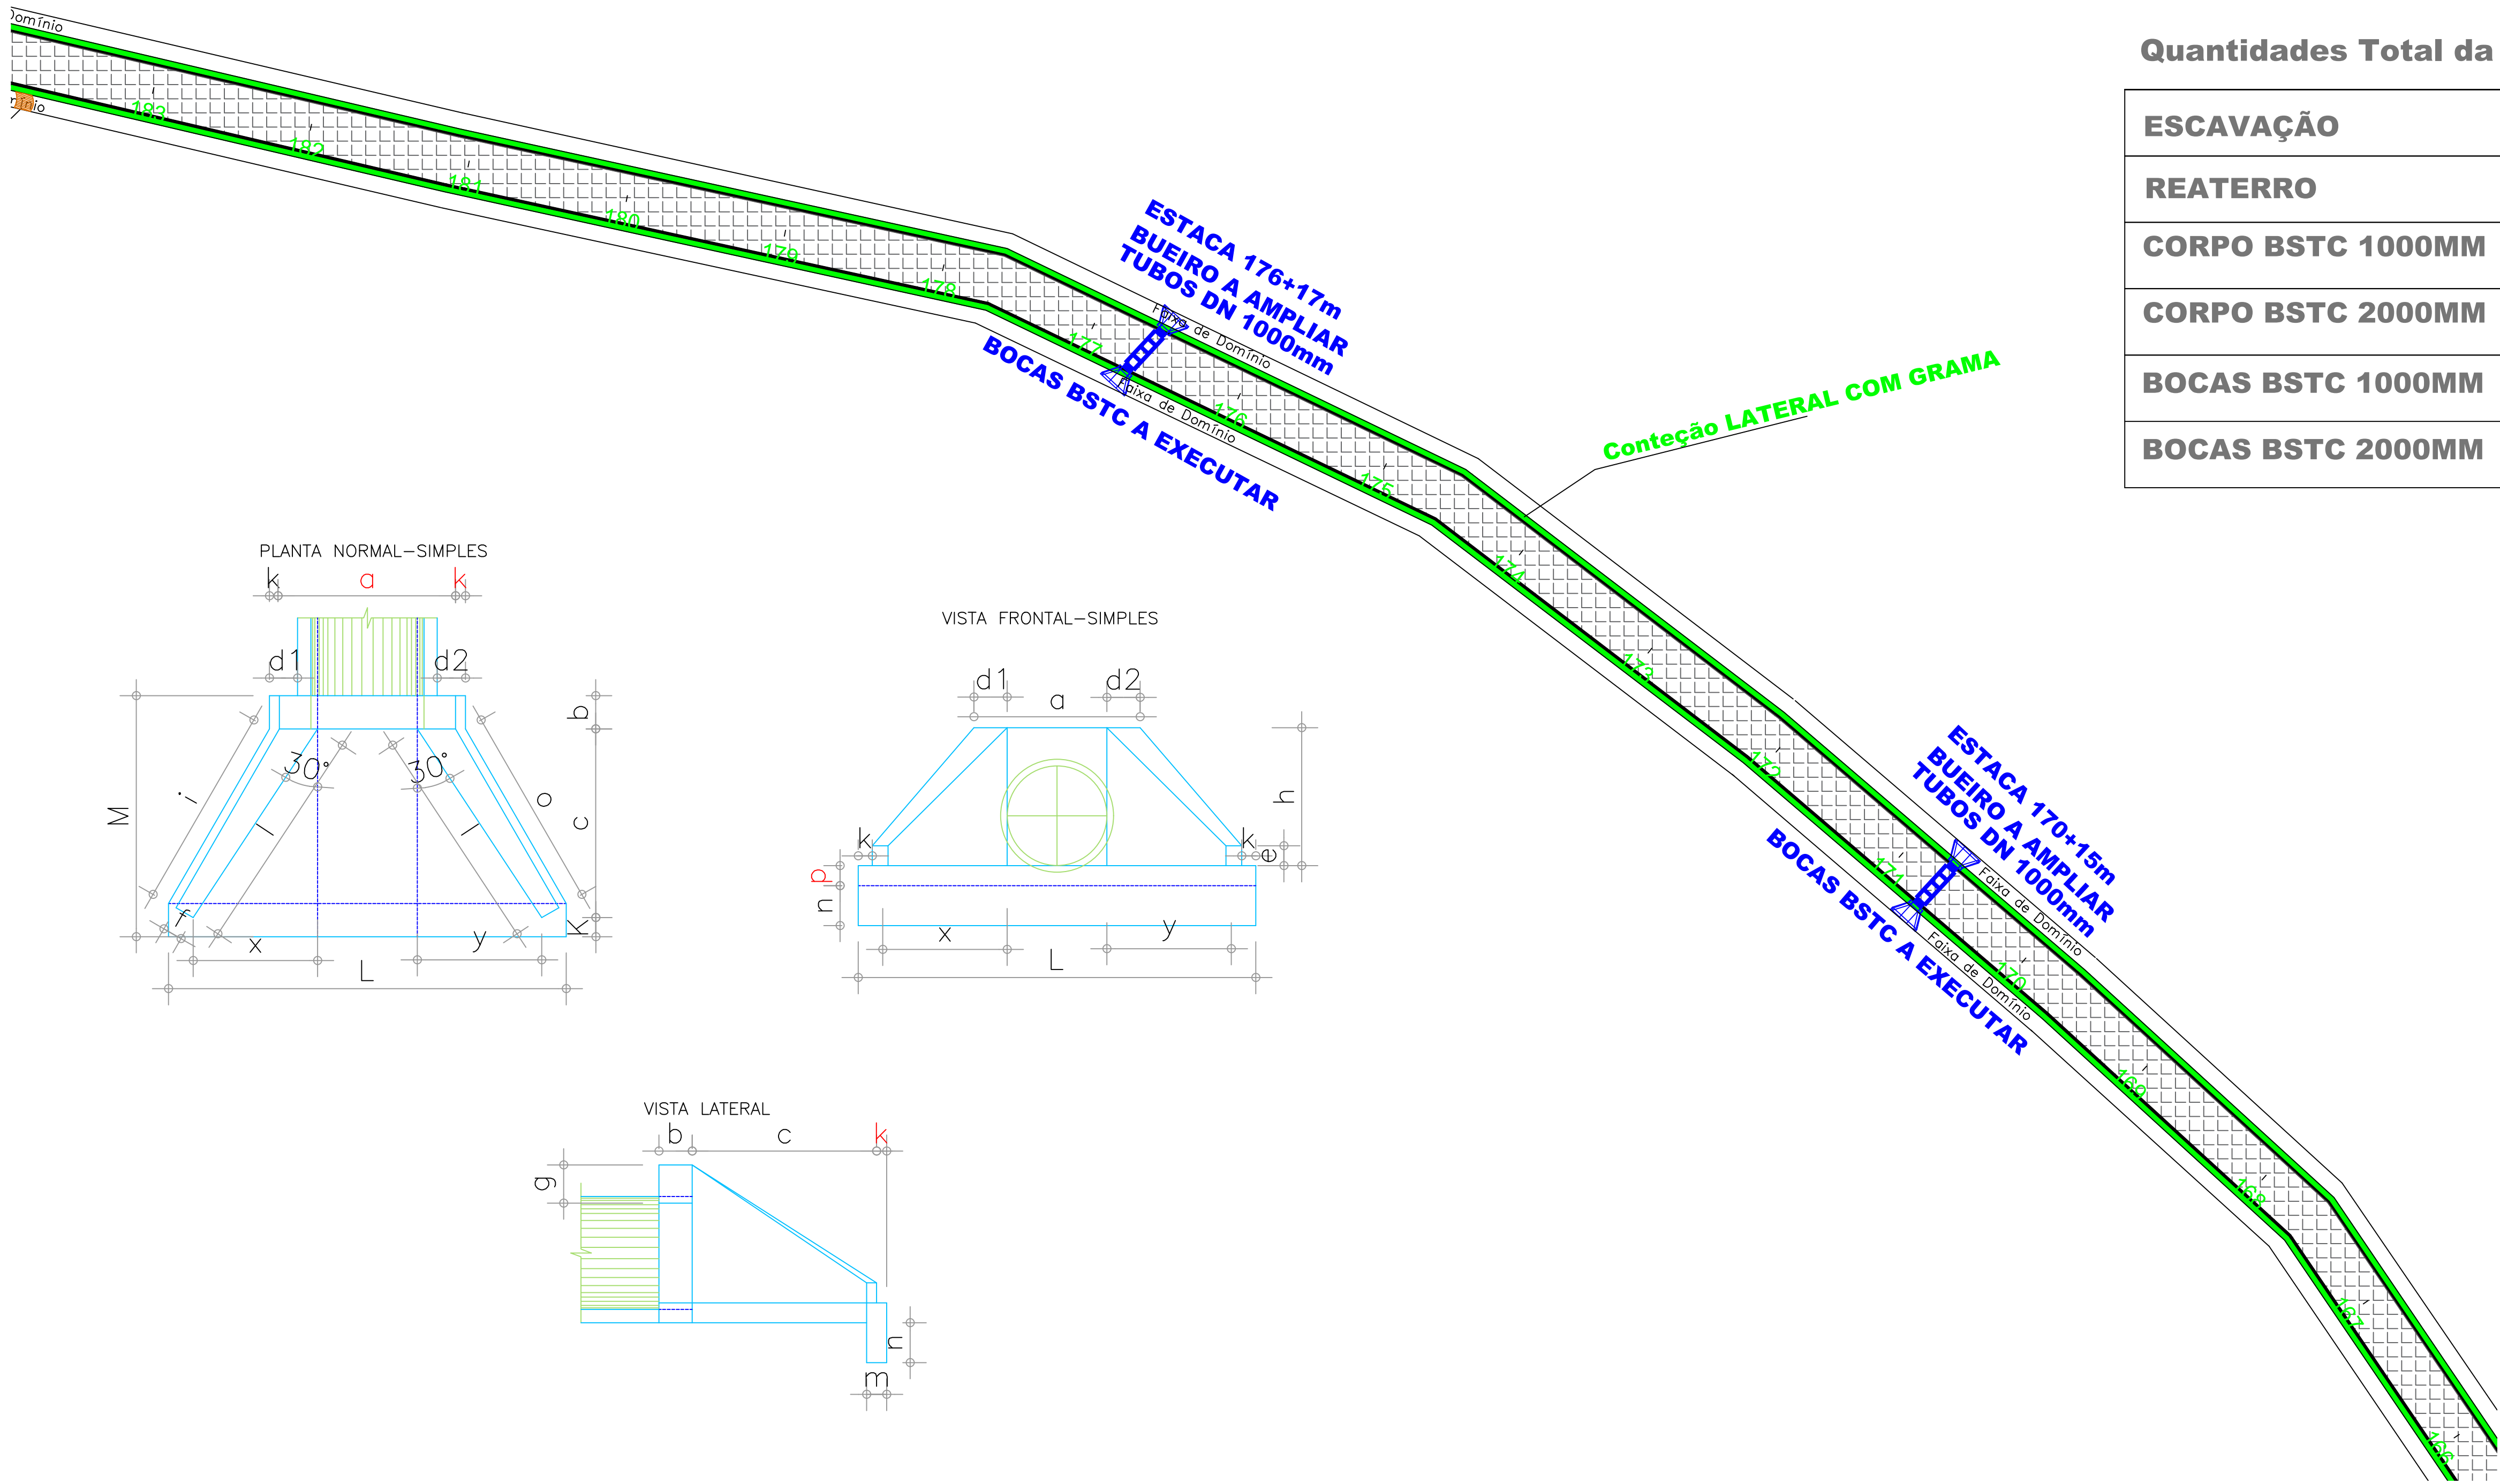 Domínio
mínio
183
182
181
180
179
178
177
176
175
174
173
172
171
170
169
168
167
166
ESTACA 176+17m
BUEIRO A AMPLIAR
TUBOS DN 1000mm
Faixa de Domínio
Faixa de Domínio
BOCAS BSTC A EXECUTAR
Conteção LATERAL COM GRAMA
ESTACA 170+15m
BUEIRO A AMPLIAR
TUBOS DN 1000mm
Faixa de Domínio
Faixa de Domínio
BOCAS BSTC A EXECUTAR
Quantidades Total da
ESCAVAÇÃO
REATERRO
CORPO BSTC 1000MM
CORPO BSTC 2000MM
BOCAS BSTC 1000MM
BOCAS BSTC 2000MM
PLANTA NORMAL-SIMPLES
k a k
d1 d2
b
30° 30°
M i l l o c
f K
x y
L
VISTA FRONTAL-SIMPLES
d1 a d2
h
k k
e
p
n
x y
L
VISTA LATERAL
b c k
g
n
m